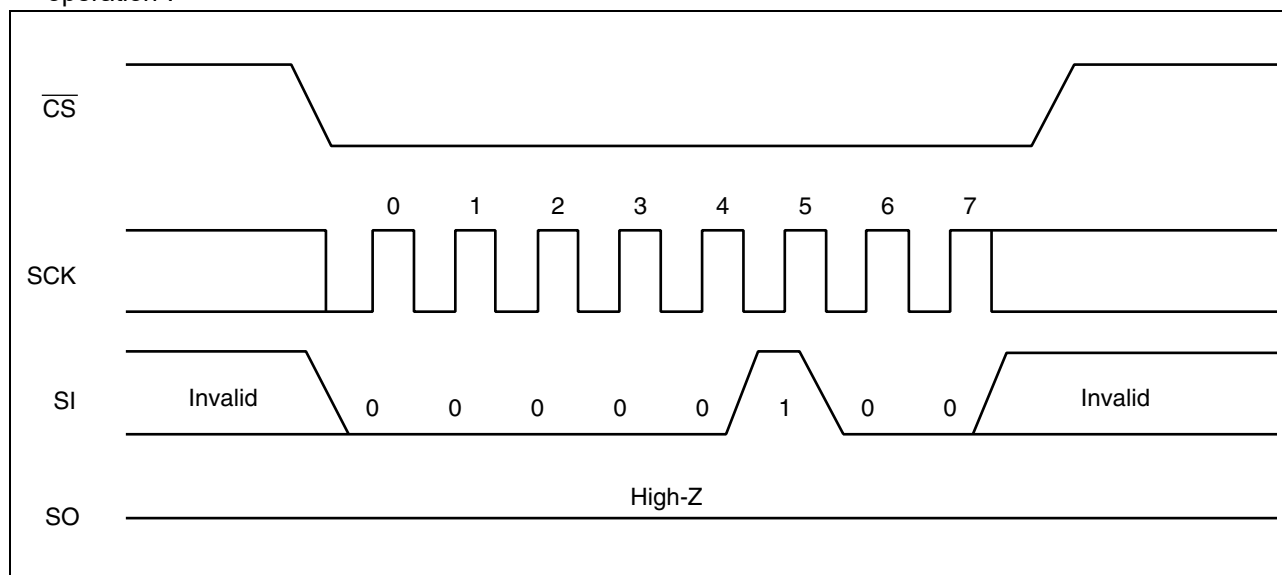 operation".
CS
0 1 2 3 4 5 6 7
SCK
SI Invalid 0 0 0 0 0 1 0 0 Invalid
High-Z
SO